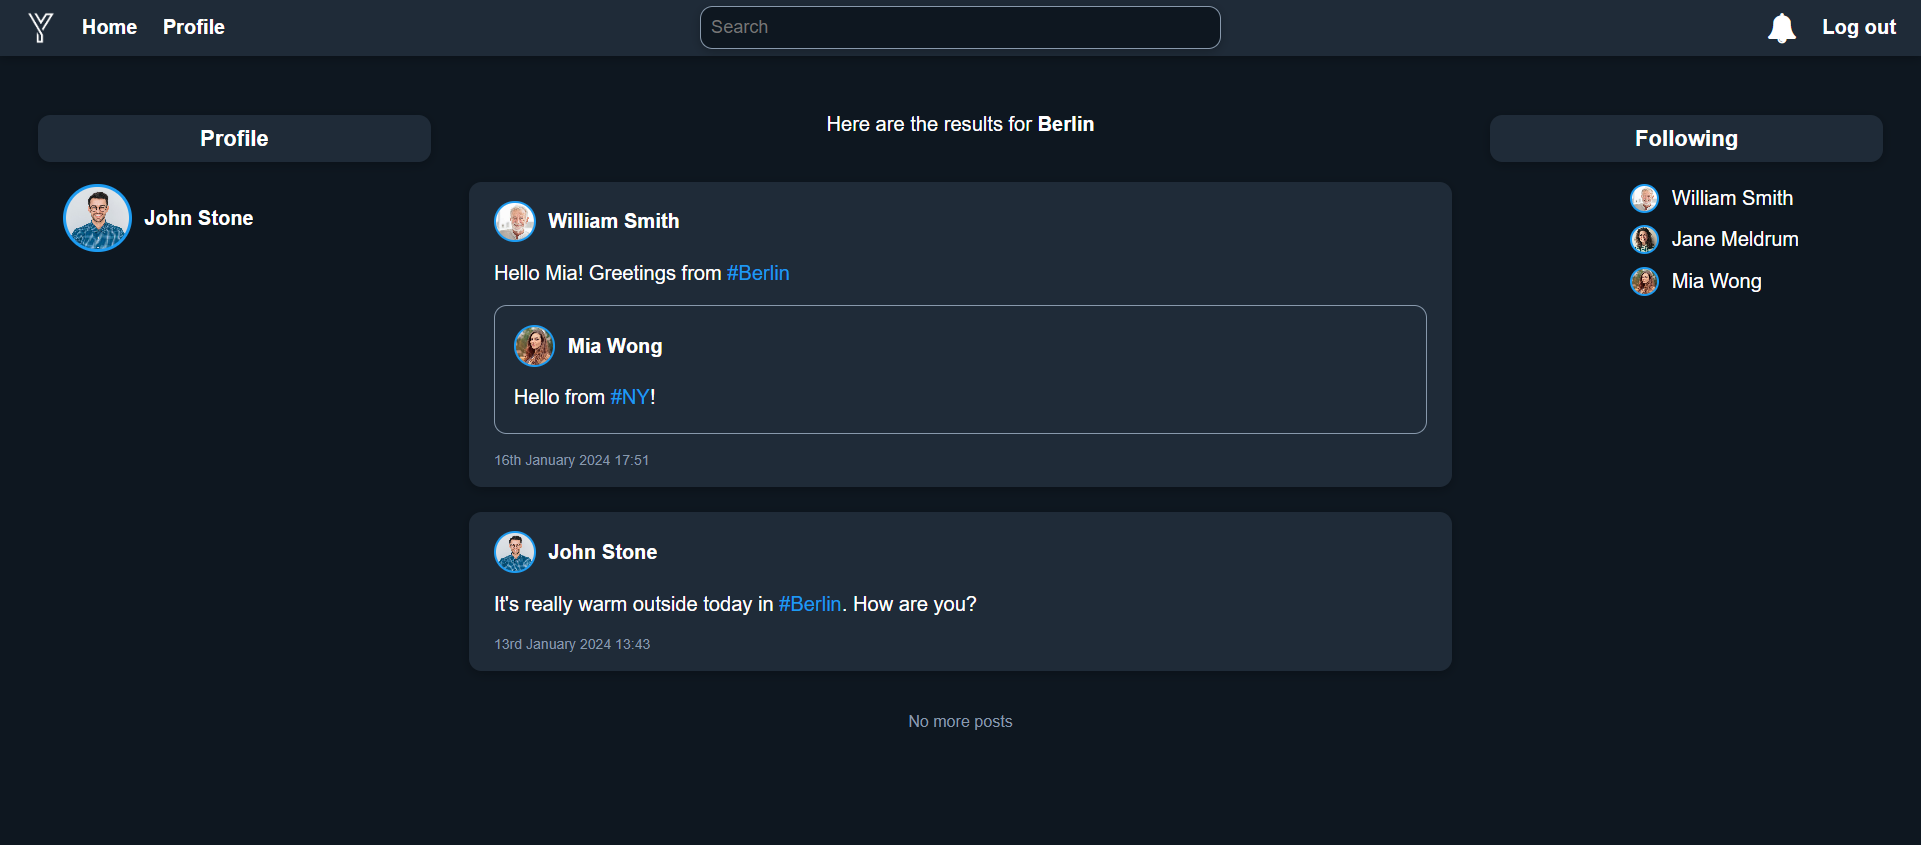 Y Home Profile Search Log out
Profile
John Stone
Here are the results for Berlin
William Smith
Hello Mia! Greetings from #Berlin
Mia Wong
Hello from #NY!
16th January 2024 17:51
John Stone
It's really warm outside today in #Berlin. How are you?
13rd January 2024 13:43
No more posts
Following
William Smith
Jane Meldrum
Mia Wong